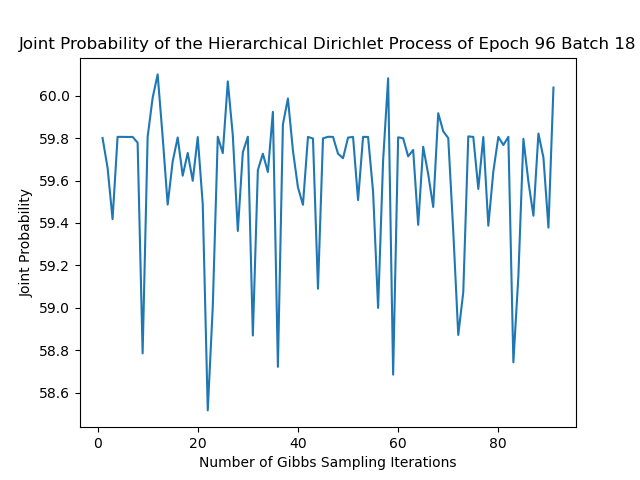 Joint Probability of the Hierarchical Dirichlet Process of Epoch 96 Batch 18
Joint Probability
60.0
59.8
59.6
59.4
59.2
59.0
58.8
58.6
0 20 40 60 80
Number of Gibbs Sampling Iterations